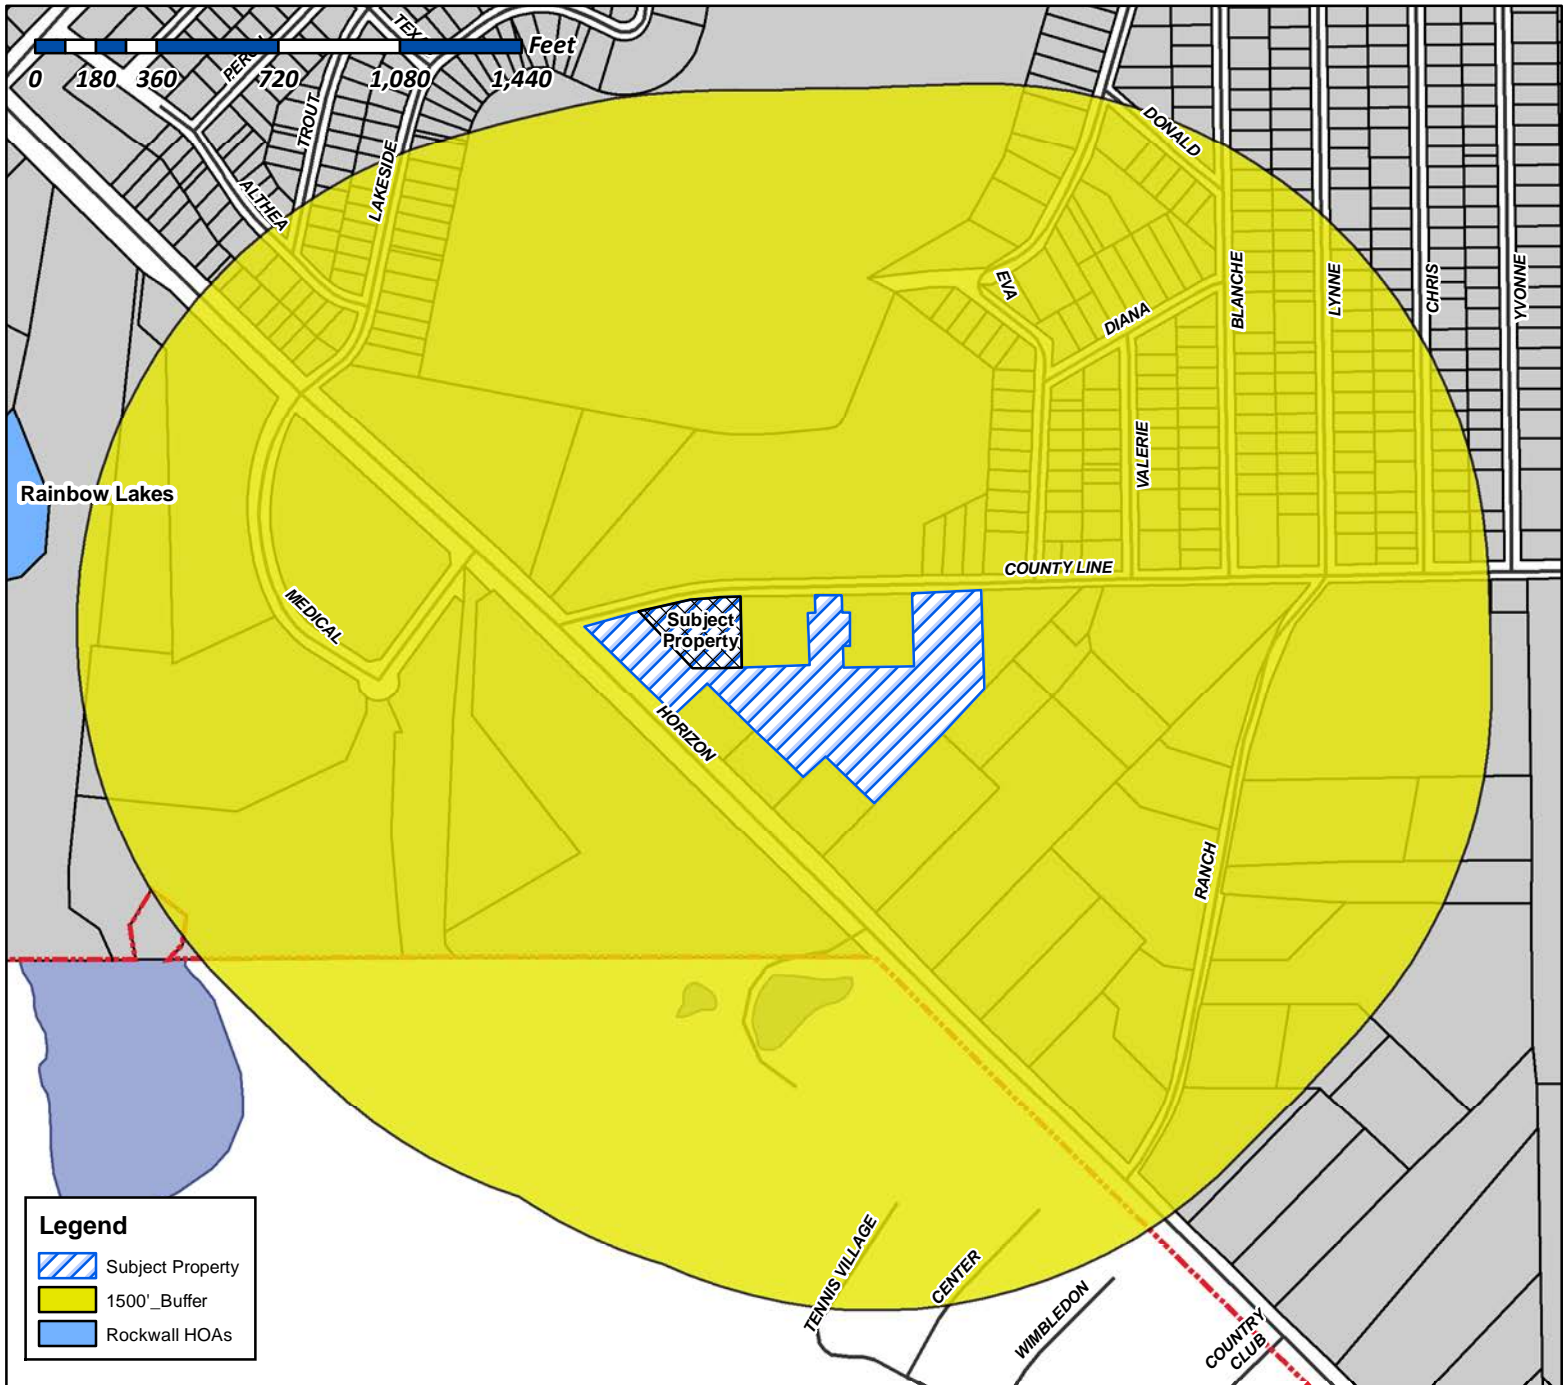 TEXAS
Feet
0 180 360 720 1,080 1,440
PERCH
TROUT
LAKESIDE
ALTHEA
DONALD
EVA
DIANA
BLANCHE
LYNNE
CHRIS
YVONNE
VALERIE
Rainbow Lakes
COUNTY LINE
MEDICAL
Subject
Property
HORIZON
RANCH
TENNIS VILLAGE
CENTER
WIMBLEDON
COUNTRY
CLUB
Legend
Subject Property
1500'_Buffer
Rockwall HOAs